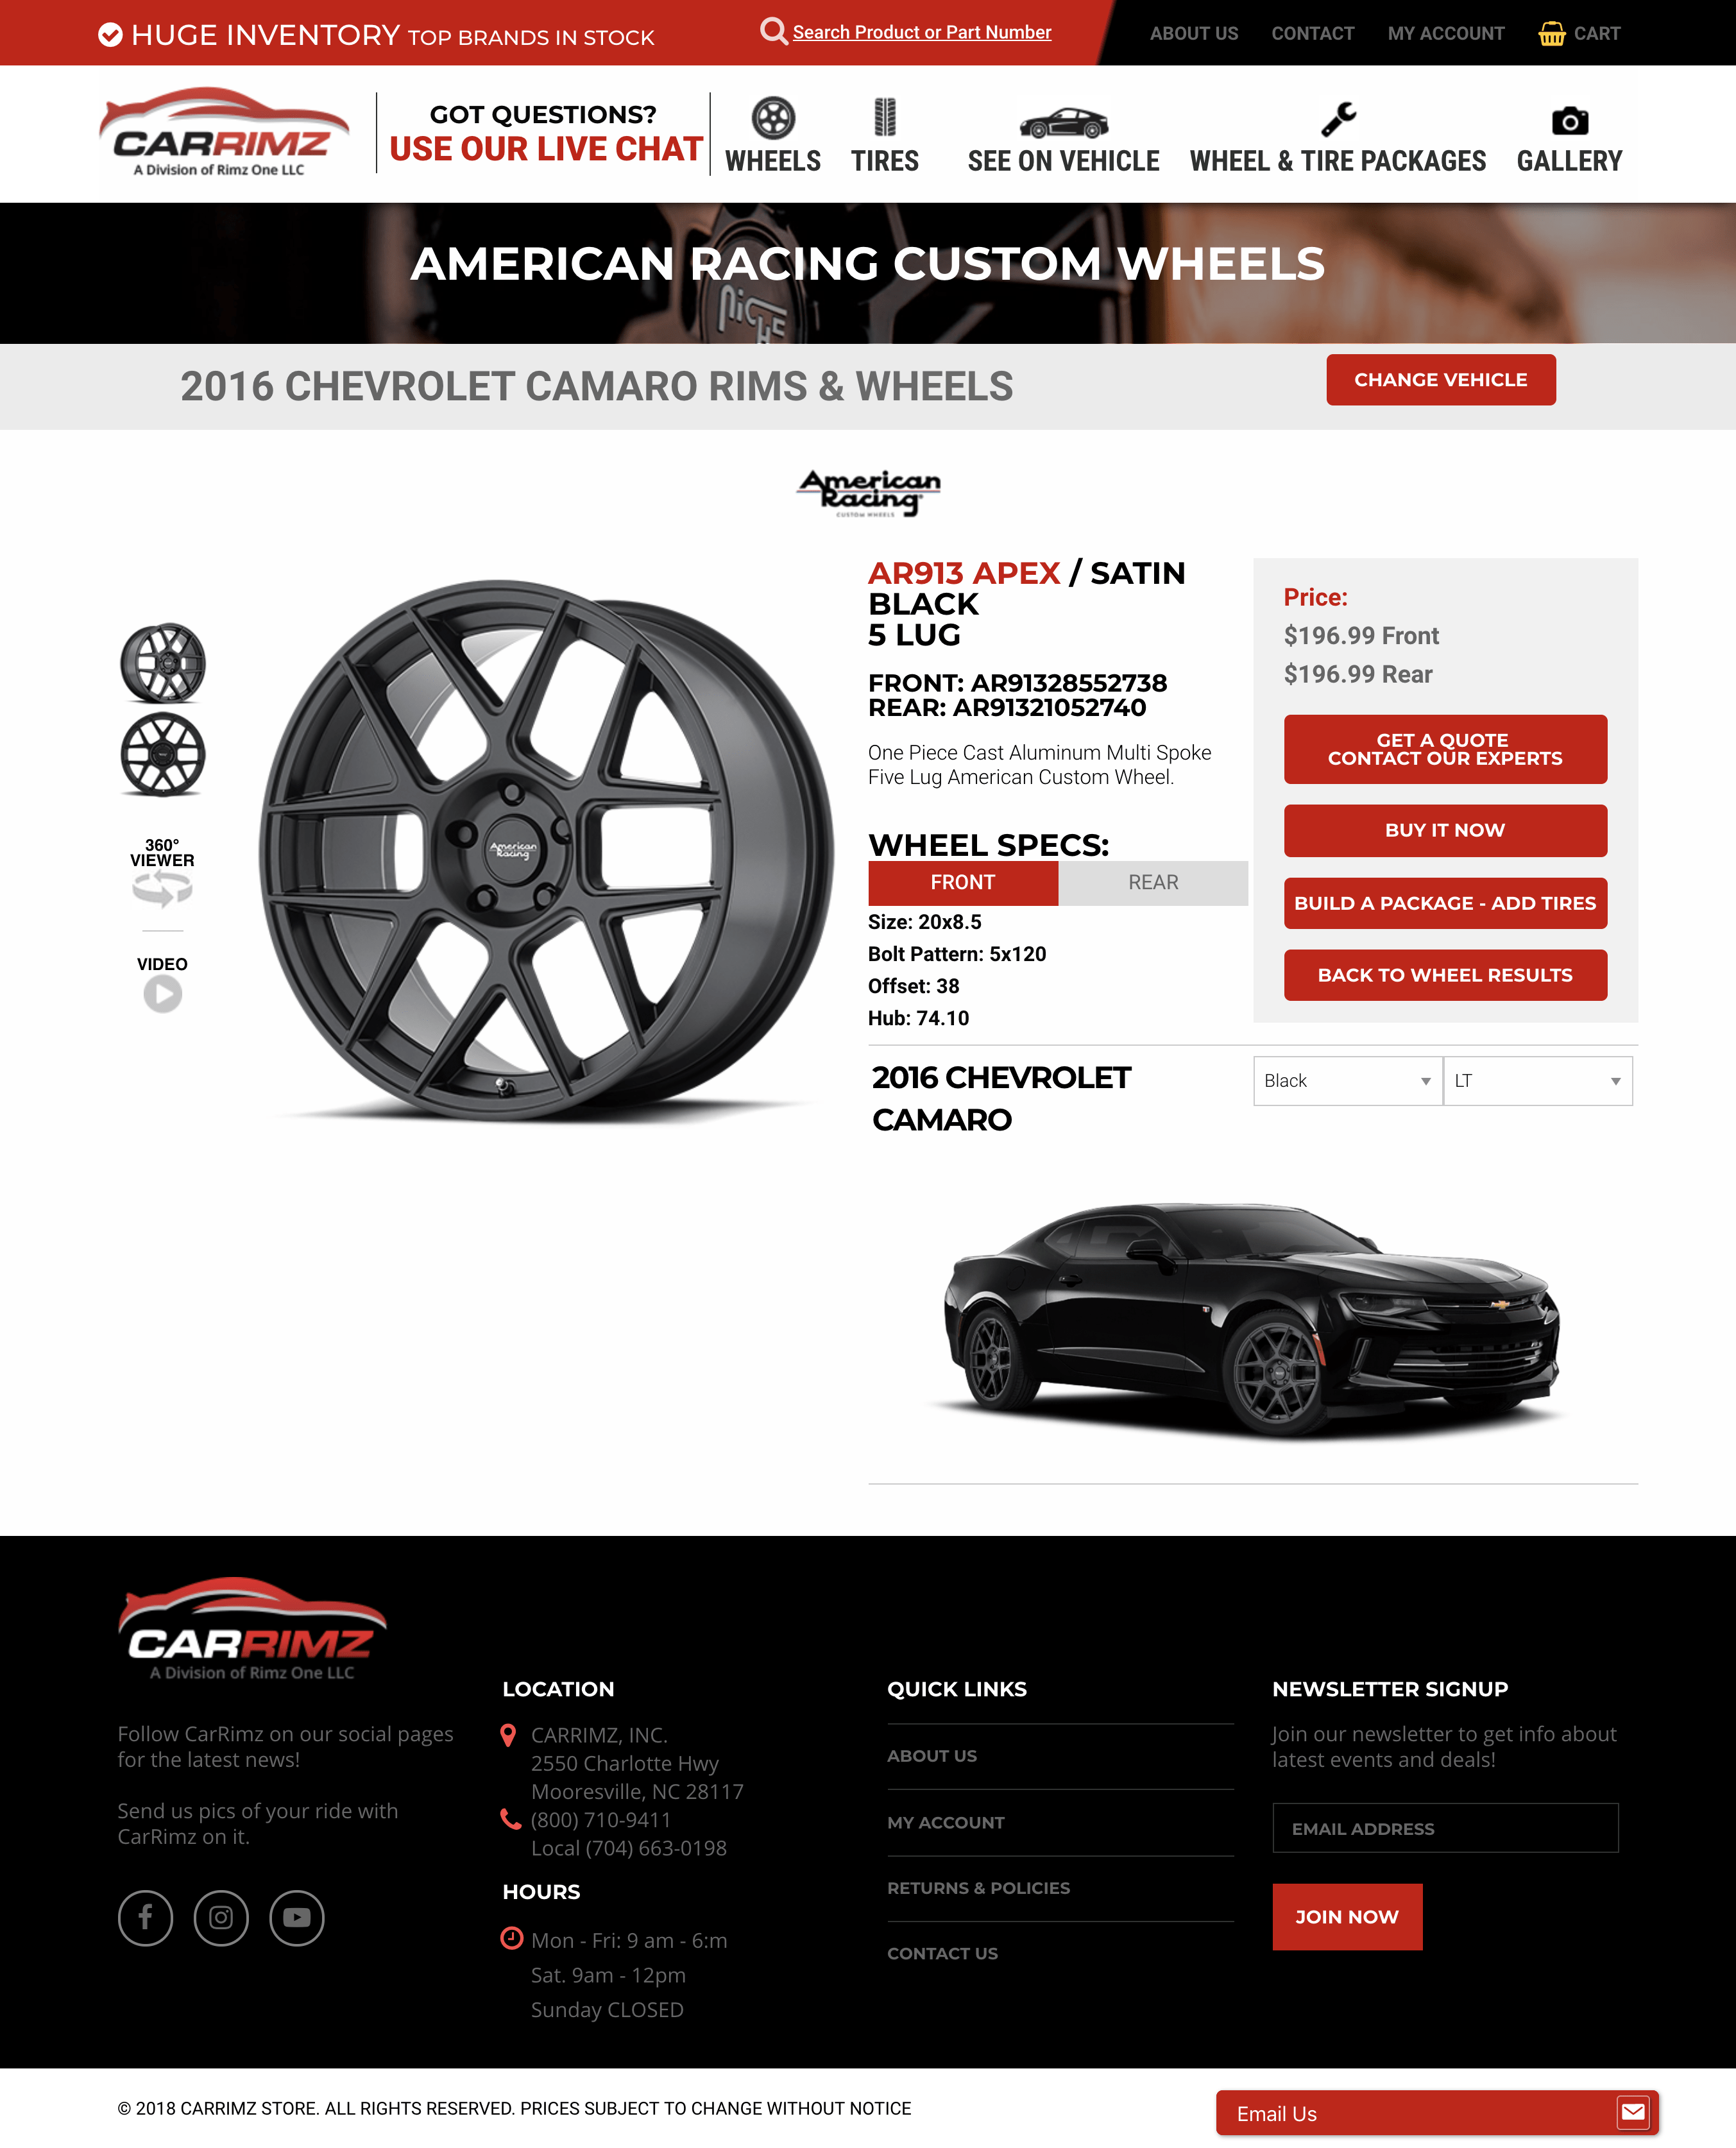 HUGE INVENTORY TOP BRANDS IN STOCK
Search Product or Part Number
ABOUT US
CONTACT
MY ACCOUNT
CART
CARRIMZ
A Division of Rimz One LLC
GOT QUESTIONS?
USE OUR LIVE CHAT
WHEELS
TIRES
SEE ON VEHICLE
WHEEL & TIRE PACKAGES
GALLERY
AMERICAN RACING CUSTOM WHEELS
NICHE
2016 CHEVROLET CAMARO RIMS & WHEELS
CHANGE VEHICLE
American
Racing
CUSTOM WHEELS
360°
VIEWER
VIDEO
American
Racing
AR913 APEX / SATIN
BLACK
5 LUG
FRONT: AR91328552738
REAR: AR91321052740
One Piece Cast Aluminum Multi Spoke
Five Lug American Custom Wheel.
WHEEL SPECS:
FRONT
REAR
Size: 20x8.5
Bolt Pattern: 5x120
Offset: 38
Hub: 74.10
Price:
$196.99 Front
$196.99 Rear
GET A QUOTE
CONTACT OUR EXPERTS
BUY IT NOW
BUILD A PACKAGE - ADD TIRES
BACK TO WHEEL RESULTS
2016 CHEVROLET
CAMARO
Black
LT
CARRIMZ
A Division of Rimz One LLC
Follow CarRimz on our social pages
for the latest news!
Send us pics of your ride with
CarRimz on it.
LOCATION
CARRIMZ, INC.
2550 Charlotte Hwy
Mooresville, NC 28117
(800) 710-9411
Local (704) 663-0198
HOURS
Mon - Fri: 9 am - 6:m
Sat. 9am - 12pm
Sunday CLOSED
QUICK LINKS
ABOUT US
MY ACCOUNT
RETURNS & POLICIES
CONTACT US
NEWSLETTER SIGNUP
Join our newsletter to get info about
latest events and deals!
EMAIL ADDRESS
JOIN NOW
© 2018 CARRIMZ STORE. ALL RIGHTS RESERVED. PRICES SUBJECT TO CHANGE WITHOUT NOTICE
Email Us